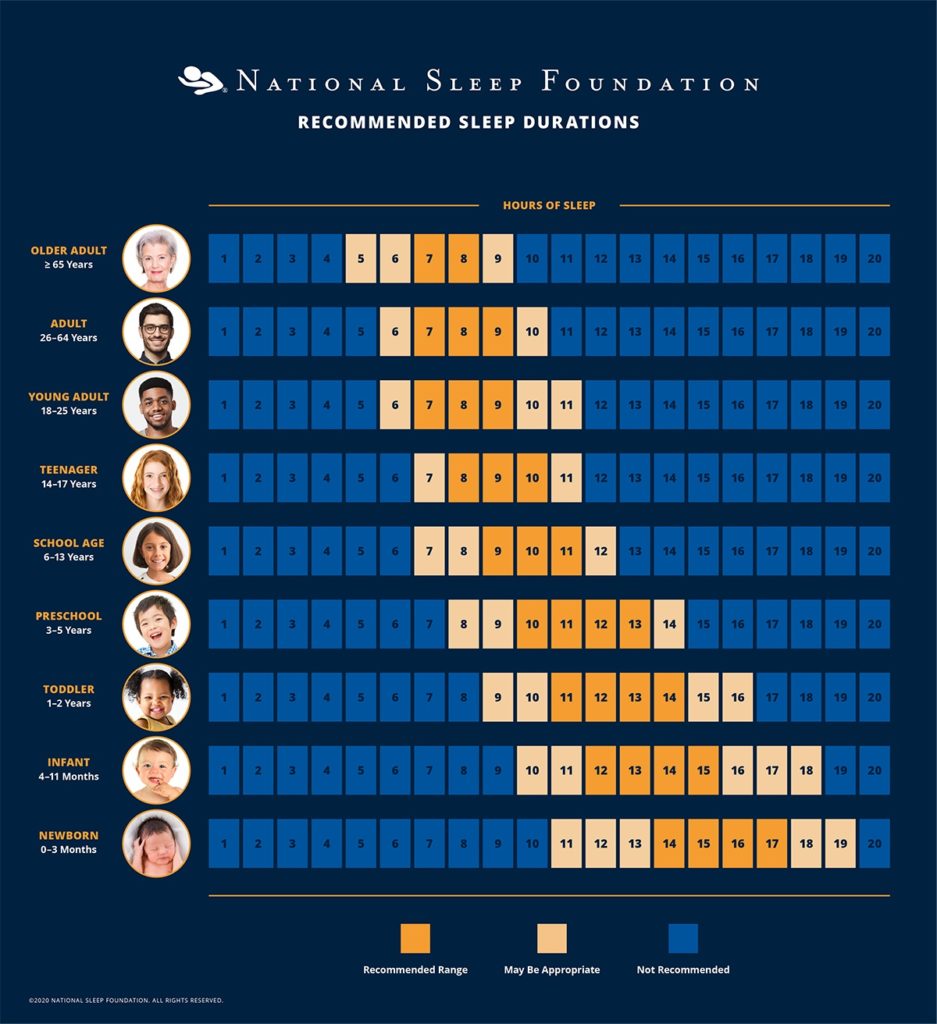 NATIONAL SLEEP FOUNDATION
RECOMMENDED SLEEP DURATIONS
HOURS OF SLEEP
OLDER ADULT
≥ 65 Years
1 2 3 4 5 6 7 8 9 10 11 12 13 14 15 16 17 18 19 20
ADULT
26–64 Years
1 2 3 4 5 6 7 8 9 10 11 12 13 14 15 16 17 18 19 20
YOUNG ADULT
18–25 Years
1 2 3 4 5 6 7 8 9 10 11 12 13 14 15 16 17 18 19 20
TEENAGER
14–17 Years
1 2 3 4 5 6 7 8 9 10 11 12 13 14 15 16 17 18 19 20
SCHOOL AGE
6–13 Years
1 2 3 4 5 6 7 8 9 10 11 12 13 14 15 16 17 18 19 20
PRESCHOOL
3–5 Years
1 2 3 4 5 6 7 8 9 10 11 12 13 14 15 16 17 18 19 20
TODDLER
1–2 Years
1 2 3 4 5 6 7 8 9 10 11 12 13 14 15 16 17 18 19 20
INFANT
4–11 Months
1 2 3 4 5 6 7 8 9 10 11 12 13 14 15 16 17 18 19 20
NEWBORN
0–3 Months
1 2 3 4 5 6 7 8 9 10 11 12 13 14 15 16 17 18 19 20
Recommended Range May Be Appropriate Not Recommended
©2020 NATIONAL SLEEP FOUNDATION. ALL RIGHTS RESERVED.